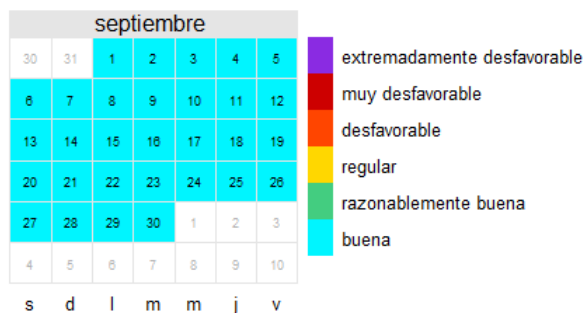 septiembre
30 31 1 2 3 4 5
6 7 8 9 10 11 12
13 14 15 16 17 18 19
20 21 22 23 24 25 26
27 28 29 30 1 2 3
4 5 6 7 8 9 10
s d l m m j v
extremadamente desfavorable
muy desfavorable
desfavorable
regular
razonablemente buena
buena